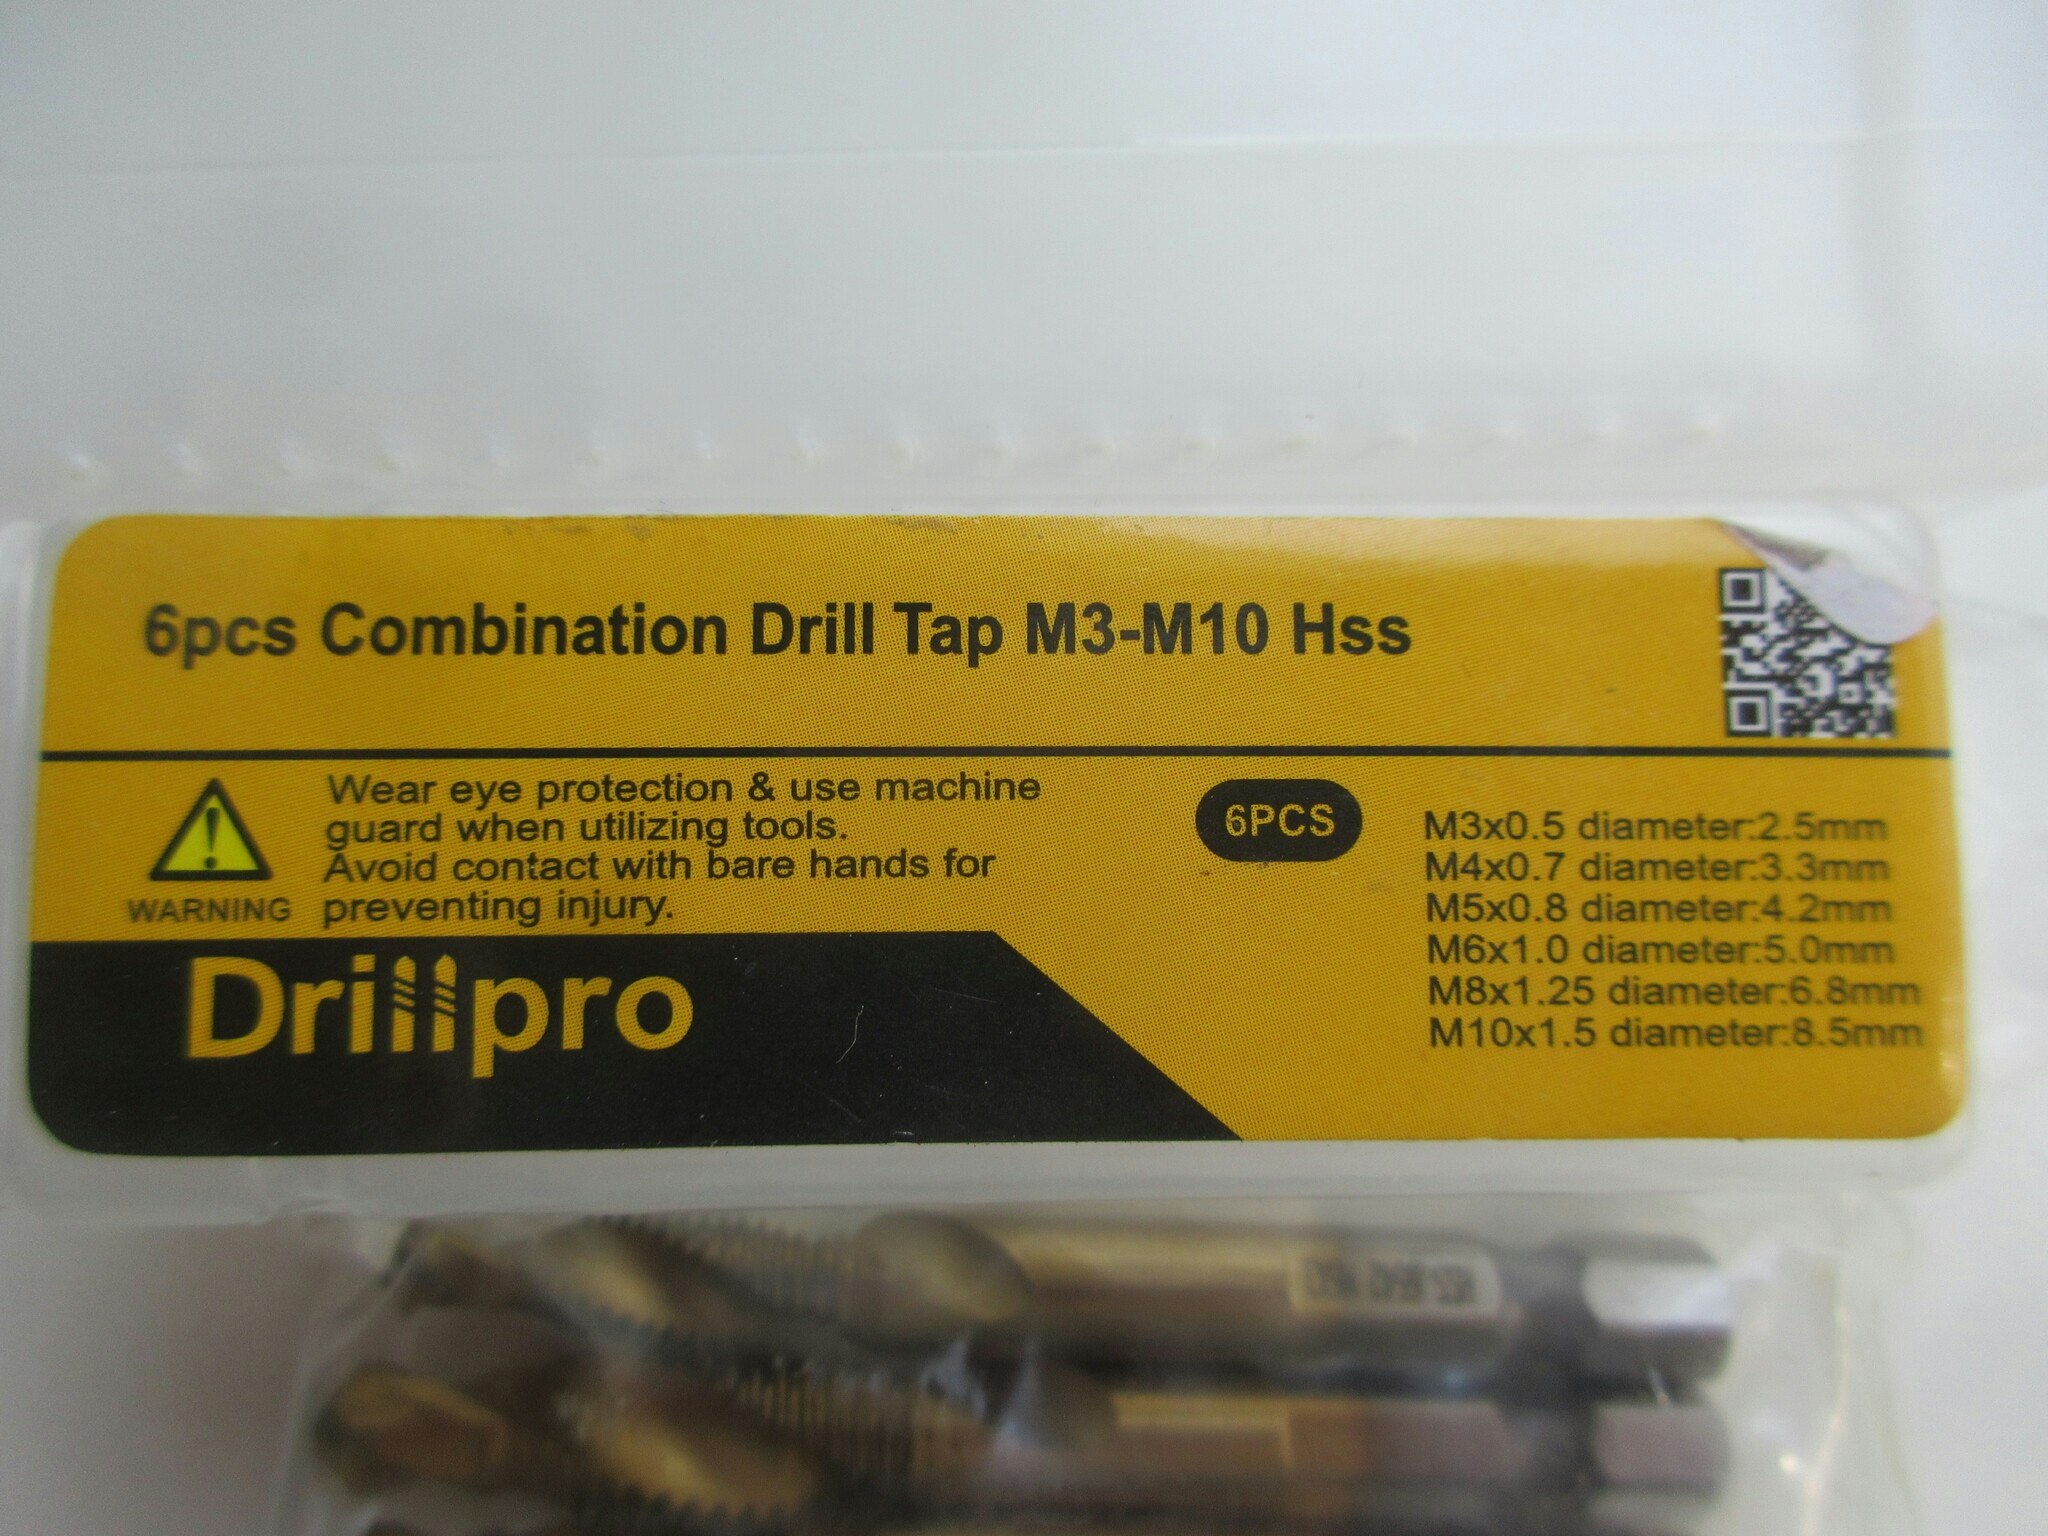 6pcs Combination Drill Tap M3-M10 Hss
Wear eye protection & use machine
guard when utilizing tools.
Avoid contact with bare hands for
preventing injury.
WARNING
Drillpro
6PCS
M3x0.5 diameter:2.5mm
M4x0.7 diameter:3.3mm
M5x0.8 diameter:4.2mm
M6x1.0 diameter:5.0mm
M8x1.25 diameter:6.8mm
M10x1.5 diameter:8.5mm